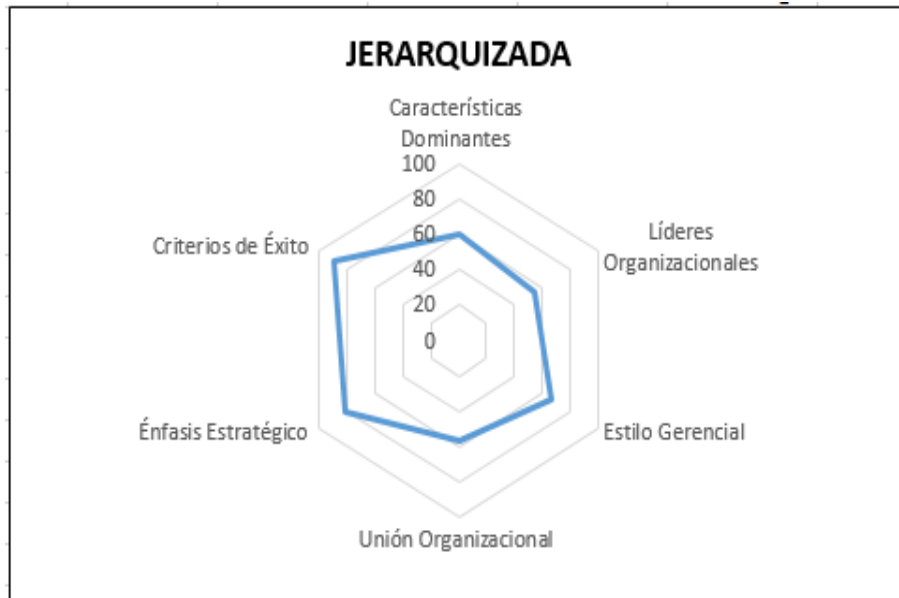 JERARQUIZADA
Características
Dominantes
100
80
60
40
20
0
Líderes
Organizacionales
Estilo Gerencial
Unión Organizacional
Énfasis Estratégico
Criterios de Éxito